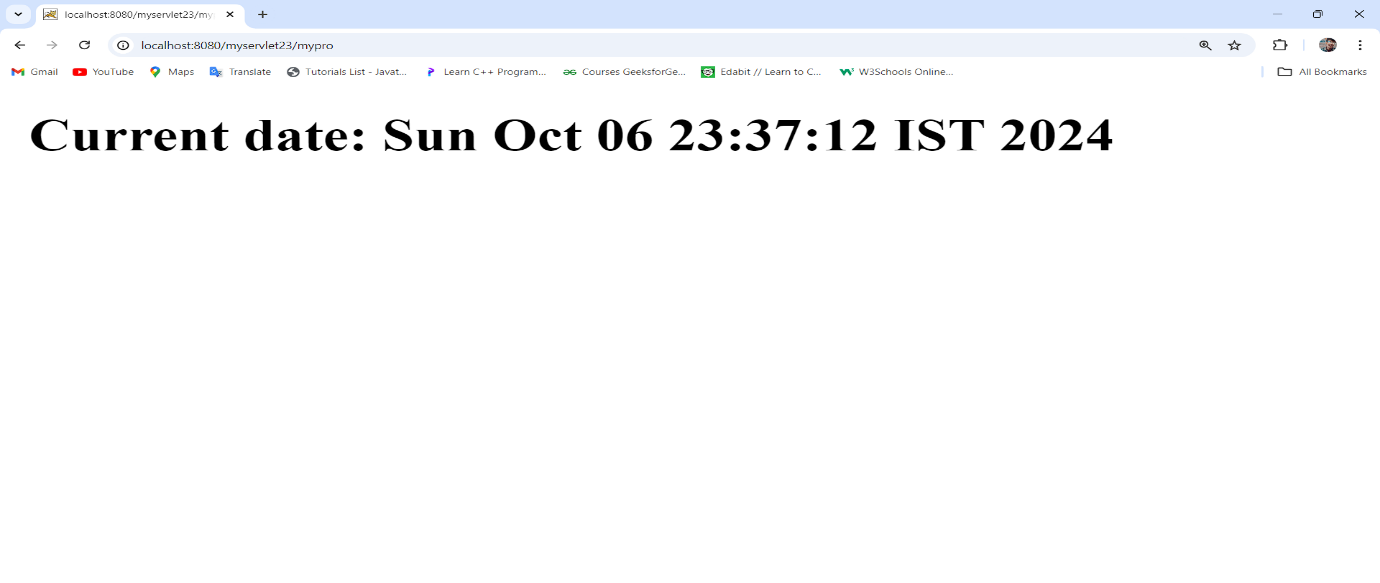 localhost:8080/myservlet23/my
localhost:8080/myservlet23/mypro
Gmail YouTube Maps Translate Tutorials List - Javat... Learn C++ Program... Courses GeeksforGe... Edabit // Learn to C... W3Schools Online... All Bookmarks
Current date: Sun Oct 06 23:37:12 IST 2024